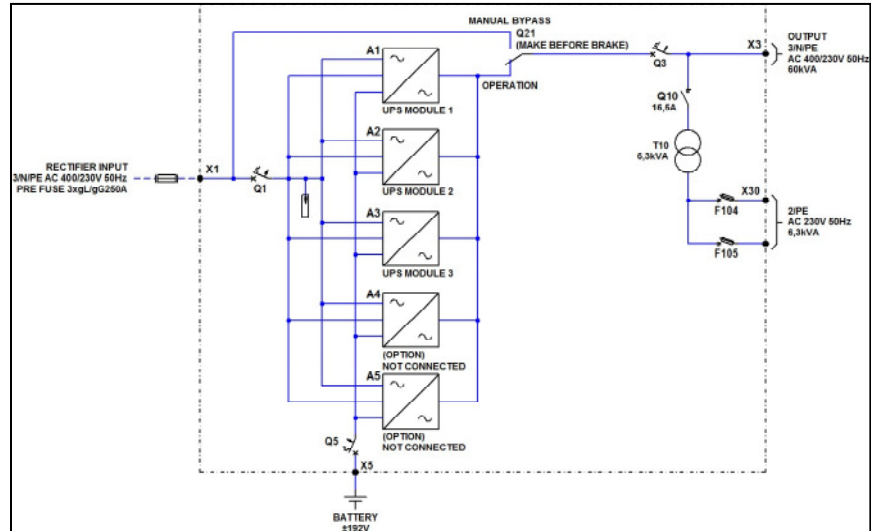 MANUAL BYPASS
Q21
(MAKE BEFORE BRAKE)
OPERATION
A1
UPS MODULE 1
A2
UPS MODULE 2
A3
UPS MODULE 3
A4
(OPTION)
NOT CONNECTED
A5
(OPTION)
NOT CONNECTED
RECTIFIER INPUT
3/N/PE AC 400/230V 50Hz
PRE FUSE 3xgL/gG250A
X1
Q1
Q5
X5
BATTERY
±192V
Q3
X3
OUTPUT
3/N/PE
AC 400/230V 50Hz
60kVA
Q10
16,5A
T10
6,3kVA
X30
F104
F105
2/PE
AC 230V 50Hz
6,3kVA